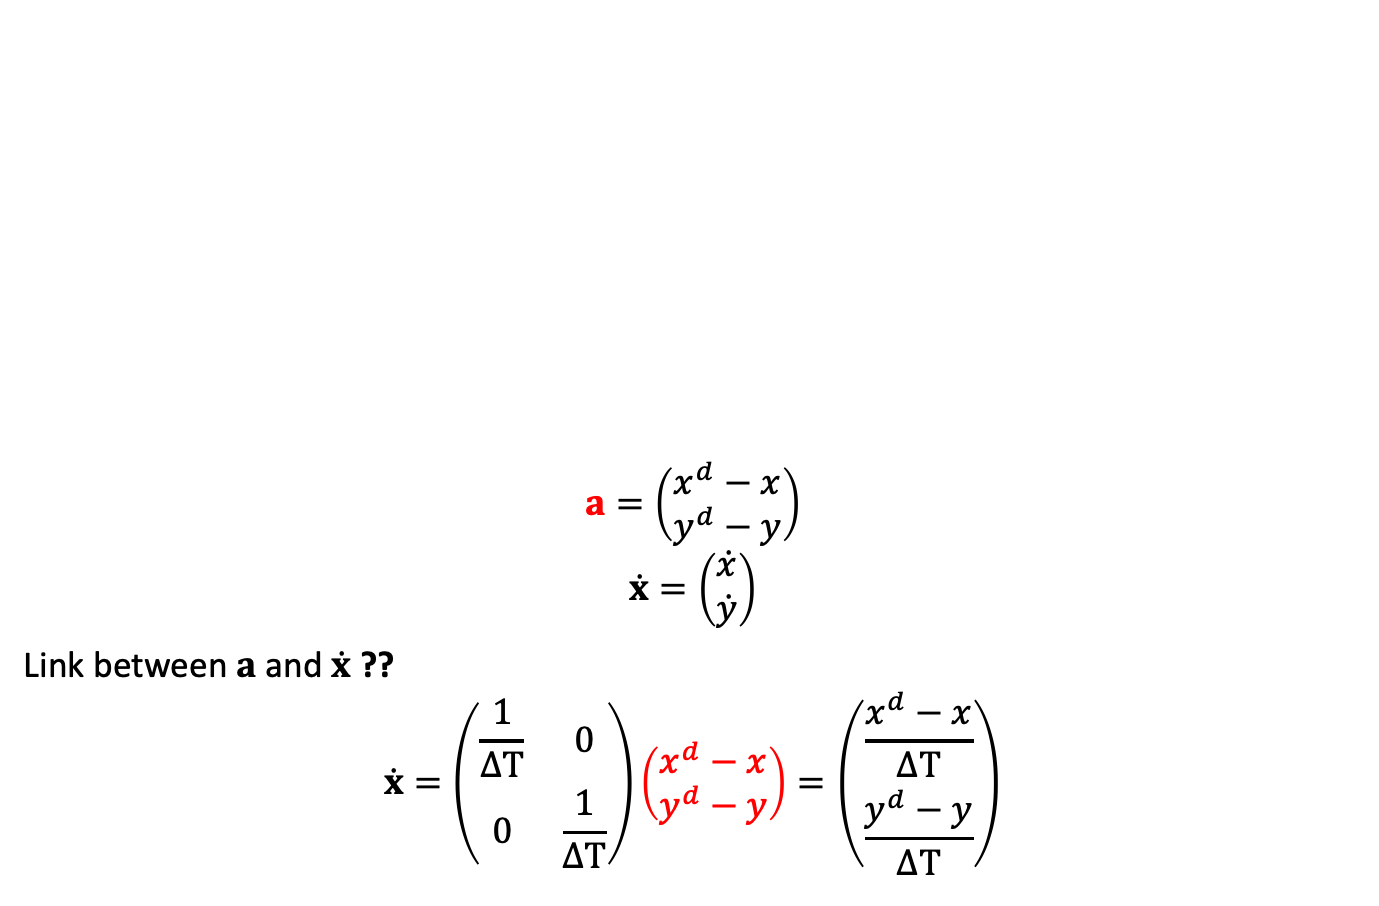 𝐚 = (x^d − x; y^d − y)
𝐱̇ = (ẋ; ẏ)
Link between 𝐚 and 𝐱̇ ??
𝐱̇ = (1/ΔT 0; 0 1/ΔT) (x^d − x; y^d − y) = ((x^d − x)/ΔT; (y^d − y)/ΔT)